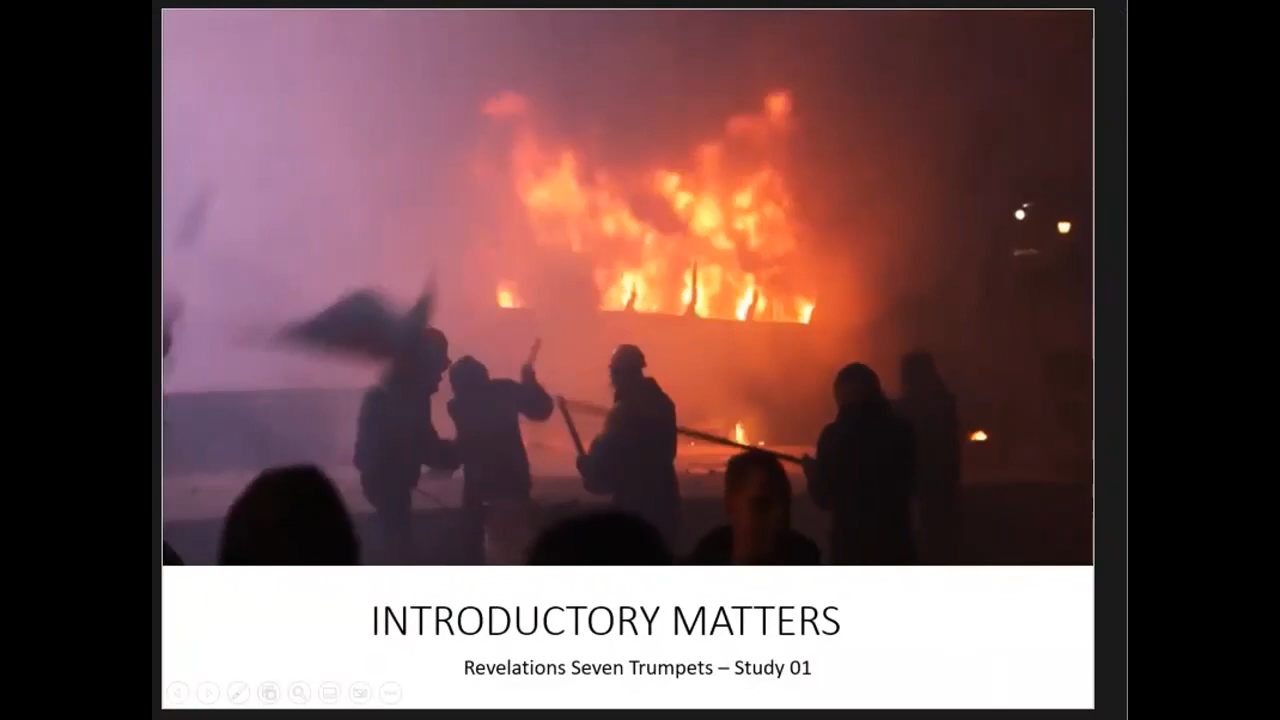 INTRODUCTORY MATTERS
Revelations Seven Trumpets – Study 01